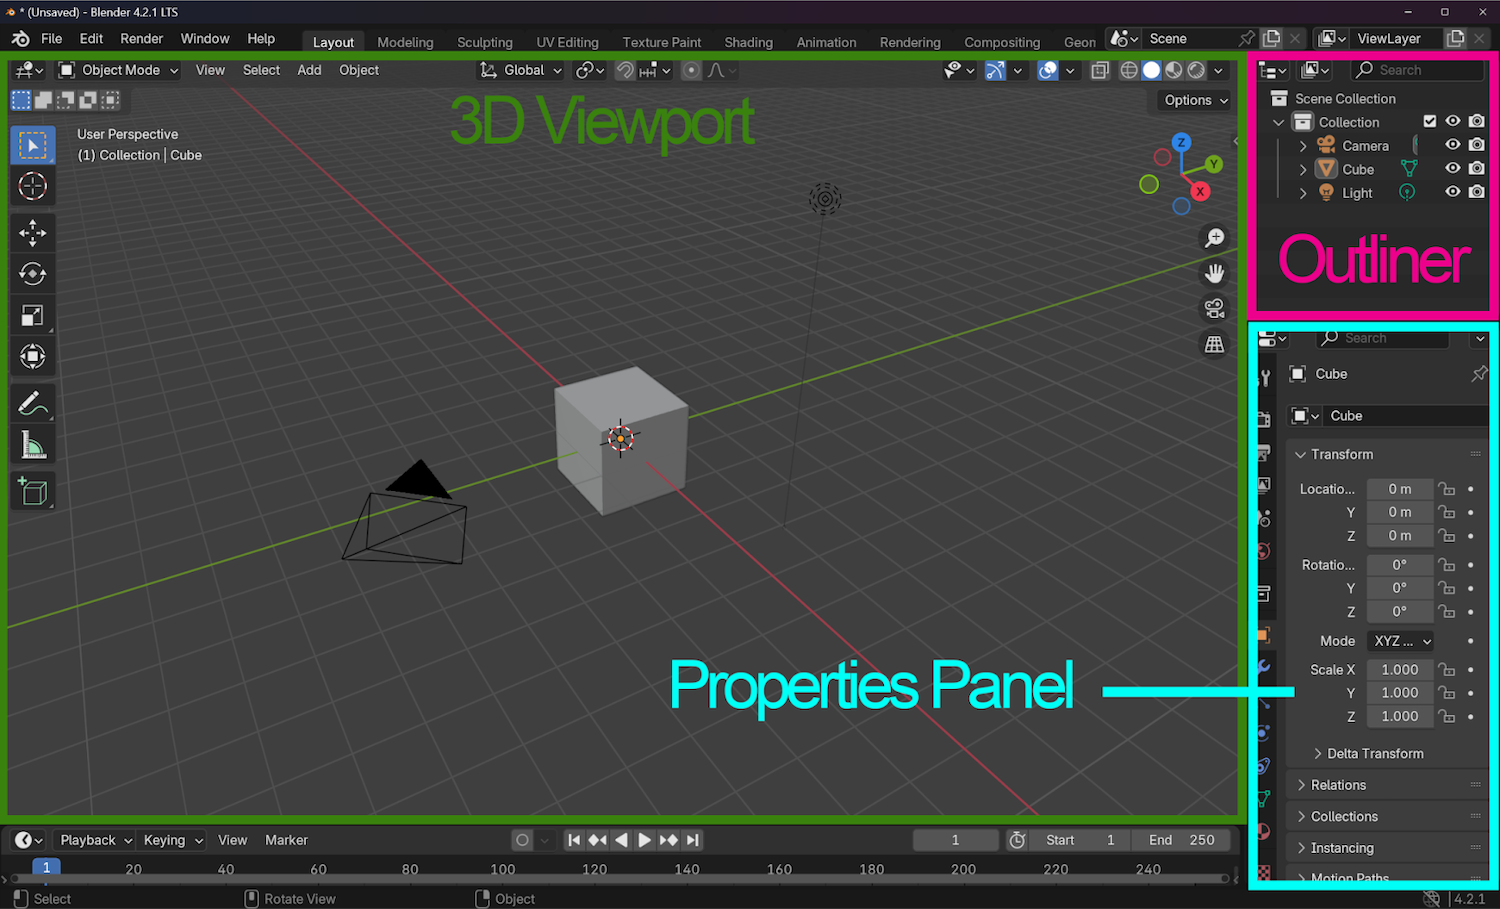 * (Unsaved) - Blender 4.2.1 LTS
File Edit Render Window Help Layout Modeling Sculpting UV Editing Texture Paint Shading Animation Rendering Compositing Geon Scene ViewLayer
Object Mode View Select Add Object Global
Options
3D Viewport
User Perspective
(1) Collection | Cube
Z
Y
X
Search
Scene Collection
Collection
Camera
Cube
Light
Outliner
Search
Cube
Cube
Transform
Locatio... 0 m
Y 0 m
Z 0 m
Rotatio... 0°
Y 0°
Z 0°
Mode XYZ ...
Scale X 1.000
Y 1.000
Z 1.000
Delta Transform
Relations
Collections
Instancing
Motion Paths
Properties Panel
Playback Keying View Marker 1 Start 1 End 250
1 20 40 60 80 100 120 140 160 180 200 220 240
Select Rotate View Object 4.2.1